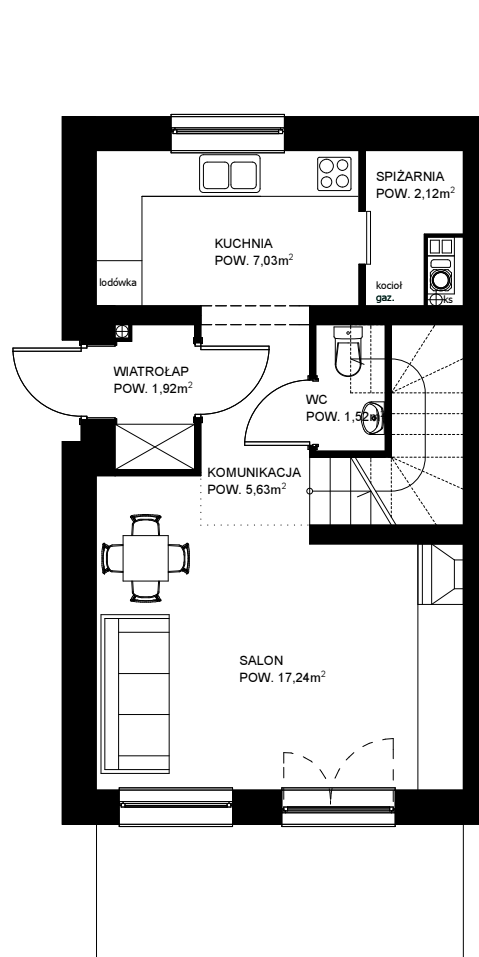 SPIŻARNIA
POW. 2,12m²
KUCHNIA
POW. 7,03m²
lodówka
kocioł
gaz.
ks
WIATROŁAP
POW. 1,92m²
WC
POW. 1,52m²
KOMUNIKACJA
POW. 5,63m²
SALON
POW. 17,24m²